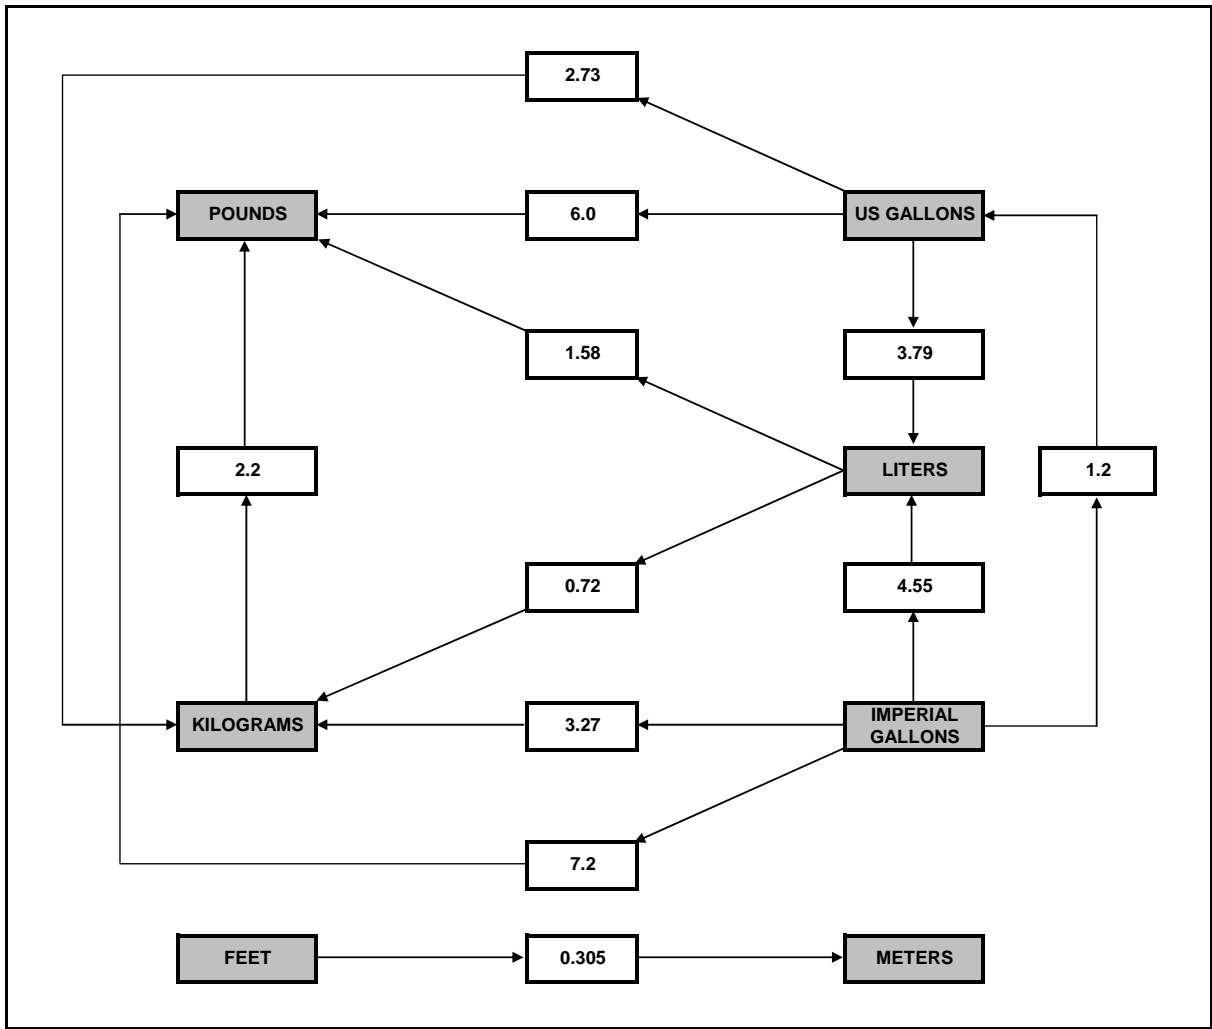 2.73
POUNDS
6.0
US GALLONS
1.58
3.79
2.2
LITERS
1.2
0.72
4.55
KILOGRAMS
3.27
IMPERIAL
GALLONS
7.2
FEET
0.305
METERS